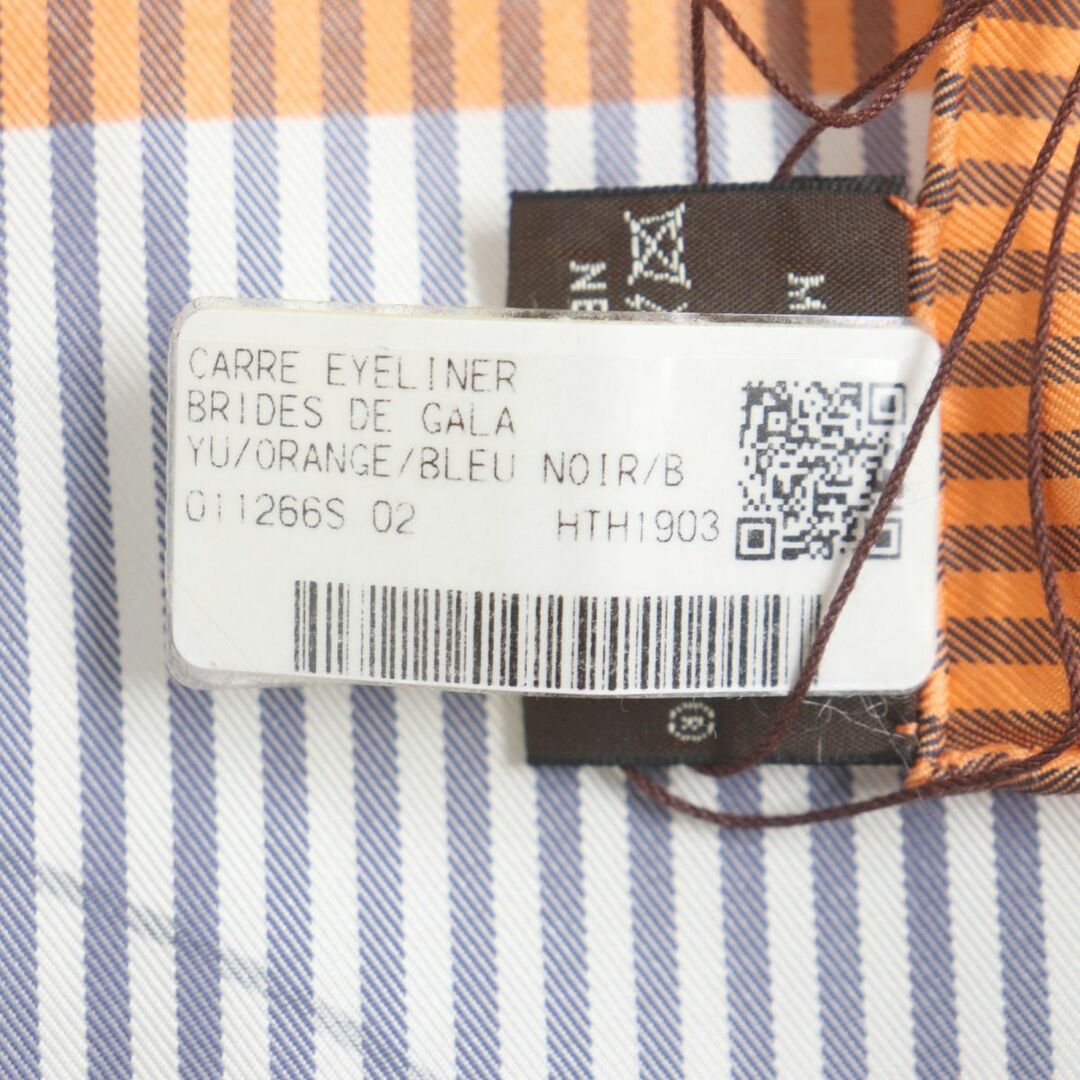 CARRE EYELINER
BRIDES DE GALA
YU/ORANGE/BLEU NOIR/B
011266S 02 HTH1903